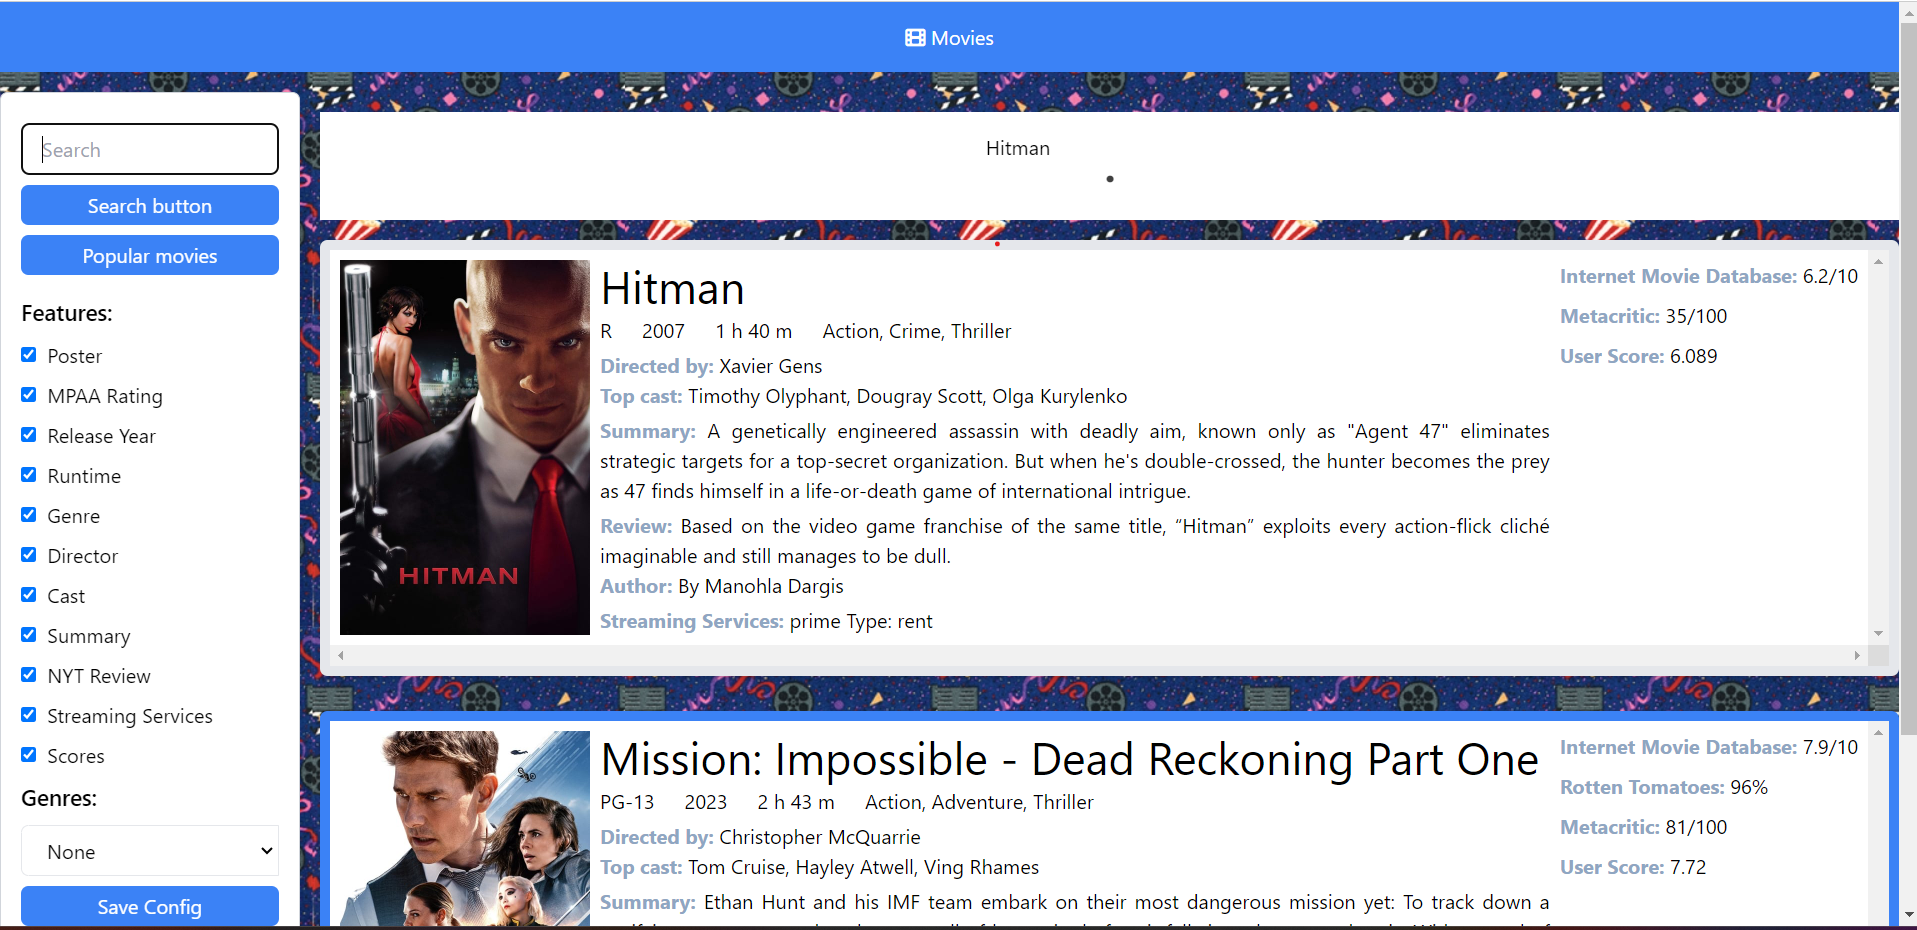 Movies
Search
Search button
Popular movies
Features:
Poster
MPAA Rating
Release Year
Runtime
Genre
Director
Cast
Summary
NYT Review
Streaming Services
Scores
Genres:
None
Save Config
Hitman
HITMAN
Hitman
R 2007 1 h 40 m Action, Crime, Thriller
Directed by: Xavier Gens
Top cast: Timothy Olyphant, Dougray Scott, Olga Kurylenko
Summary: A genetically engineered assassin with deadly aim, known only as "Agent 47" eliminates
strategic targets for a top-secret organization. But when he's double-crossed, the hunter becomes the prey
as 47 finds himself in a life-or-death game of international intrigue.
Review: Based on the video game franchise of the same title, “Hitman” exploits every action-flick cliché
imaginable and still manages to be dull.
Author: By Manohla Dargis
Streaming Services: prime Type: rent
Internet Movie Database: 6.2/10
Metacritic: 35/100
User Score: 6.089
Mission: Impossible - Dead Reckoning Part One
PG-13 2023 2 h 43 m Action, Adventure, Thriller
Directed by: Christopher McQuarrie
Top cast: Tom Cruise, Hayley Atwell, Ving Rhames
Summary: Ethan Hunt and his IMF team embark on their most dangerous mission yet: To track down a
Internet Movie Database: 7.9/10
Rotten Tomatoes: 96%
Metacritic: 81/100
User Score: 7.72